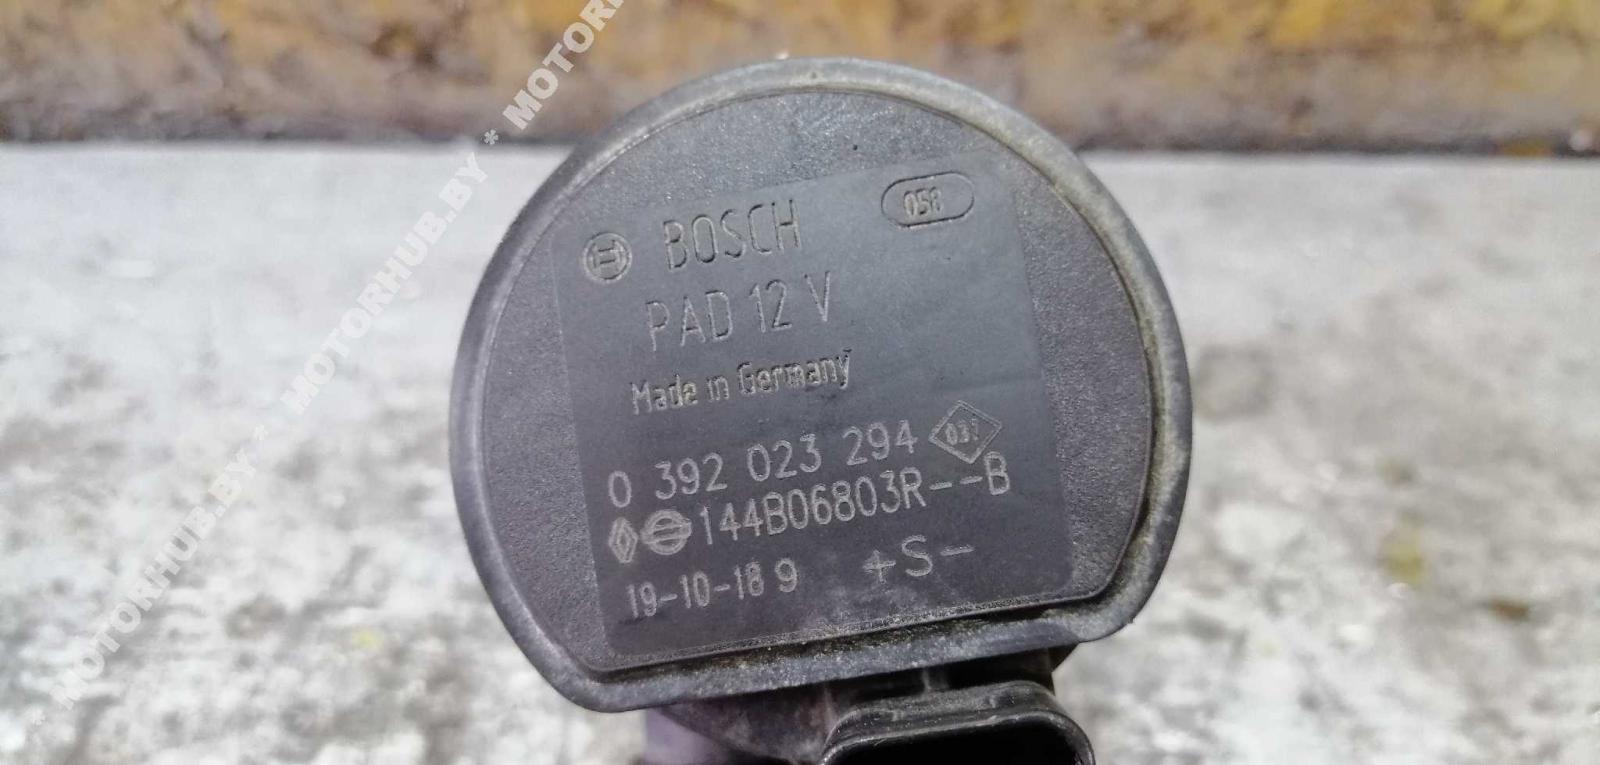 BOSCH 058
PAD 12 V
Made in Germany
0 392 023 294 037
144B06803R--B
19-10-18 9 +S-
* MOTORHUB.BY * MOTORHUB.BY * MOTORHUB.BY * MOTOR